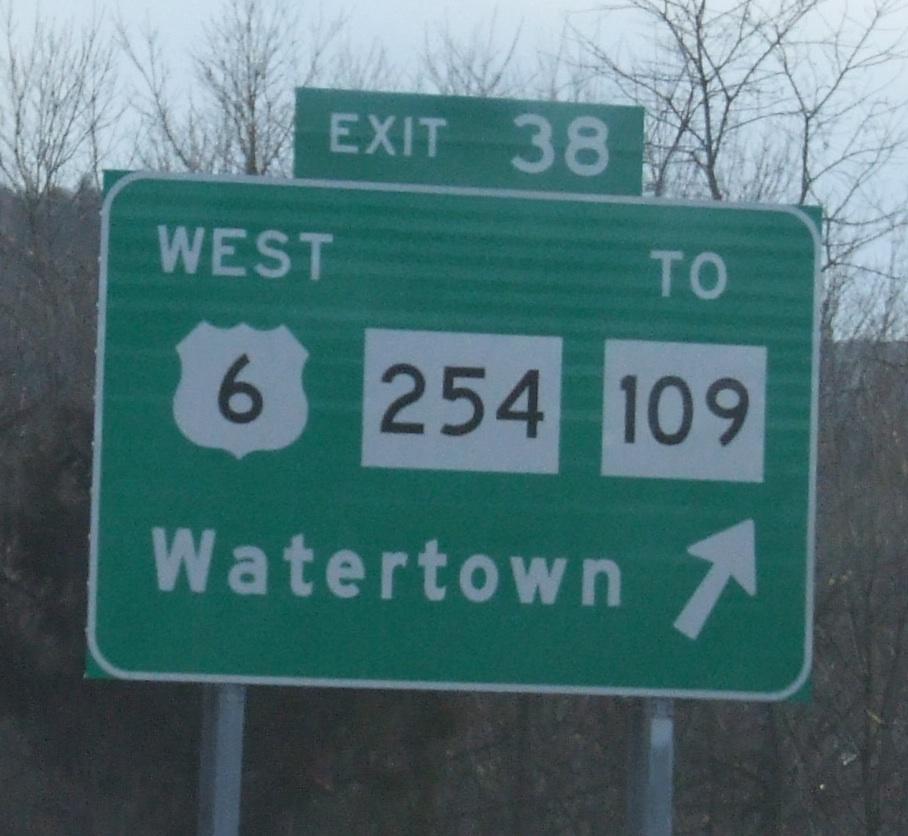 EXIT 38
WEST TO
6 254 109
Watertown